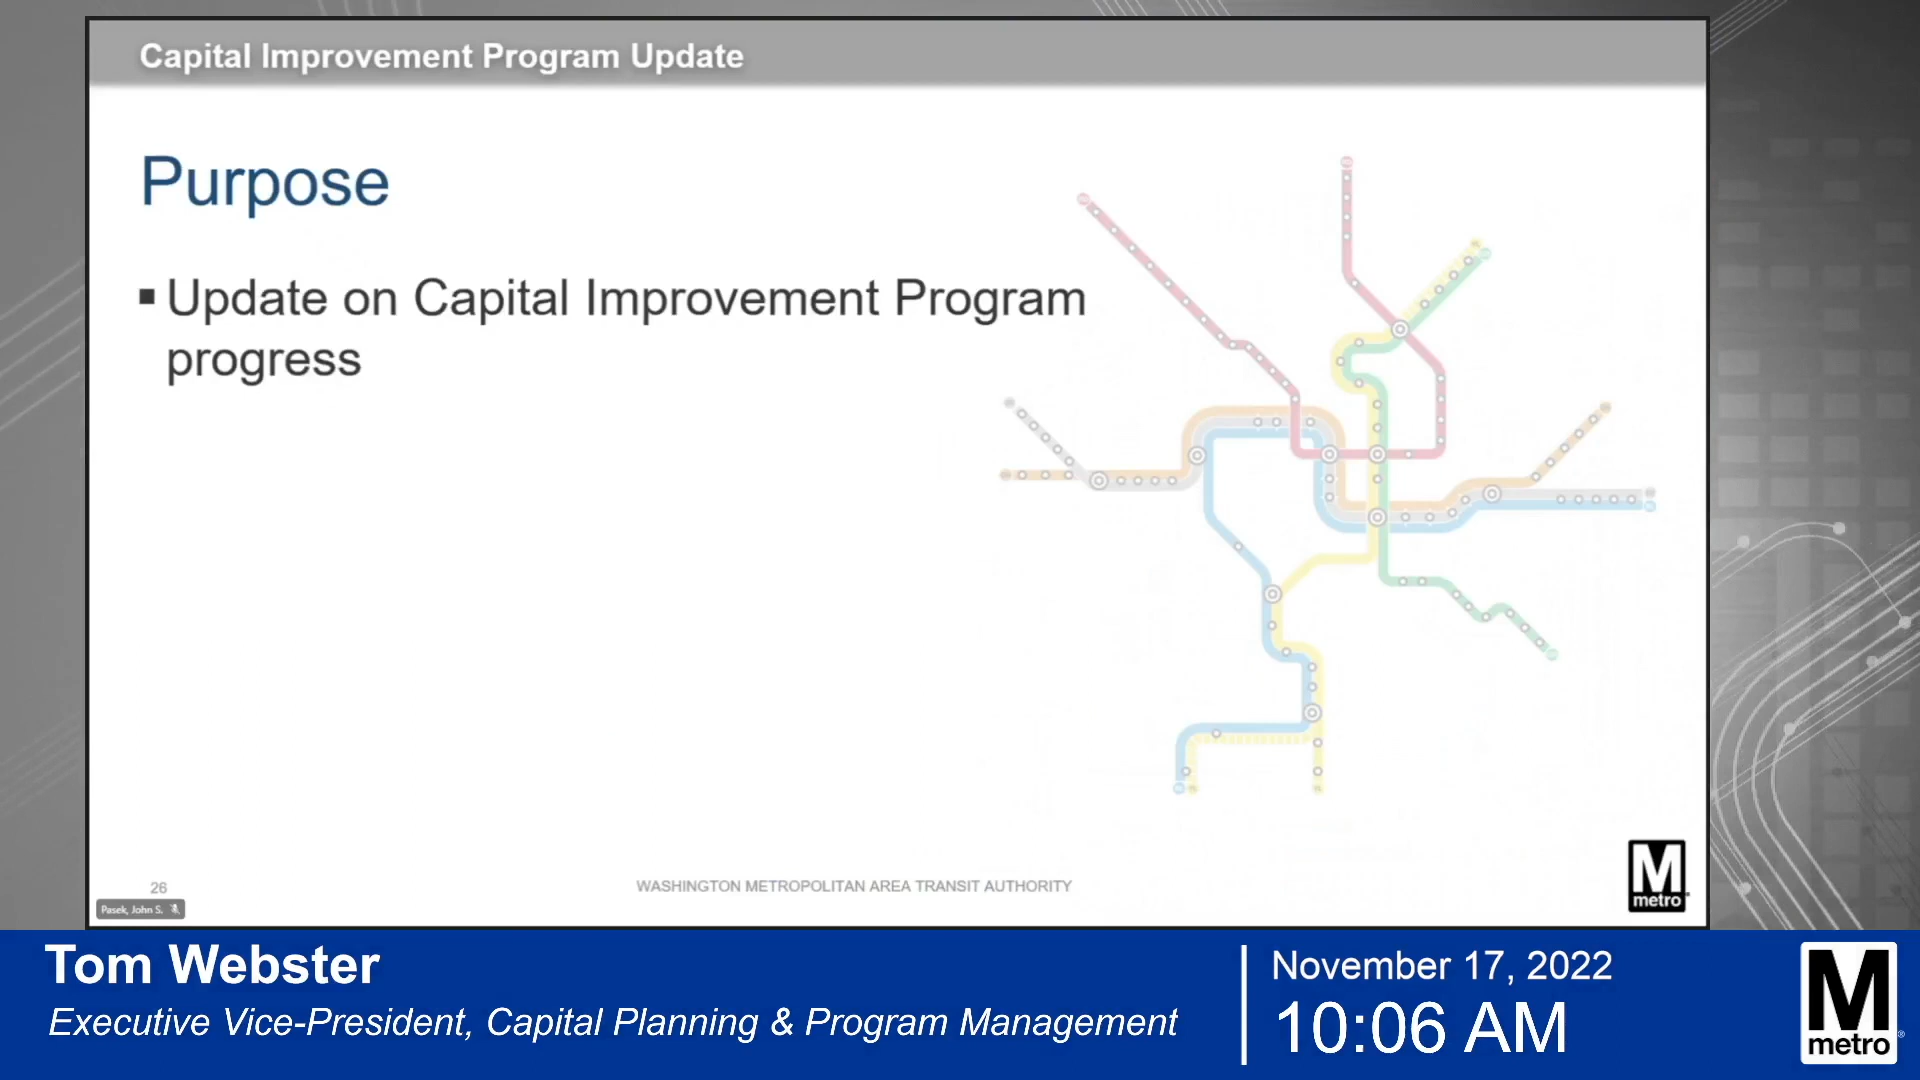 Capital Improvement Program Update
Purpose
▪ Update on Capital Improvement Program
progress
26
WASHINGTON METROPOLITAN AREA TRANSIT AUTHORITY
M
metro
Pasek, John S.
Tom Webster
Executive Vice-President, Capital Planning & Program Management
November 17, 2022
10:06 AM
M
metro®